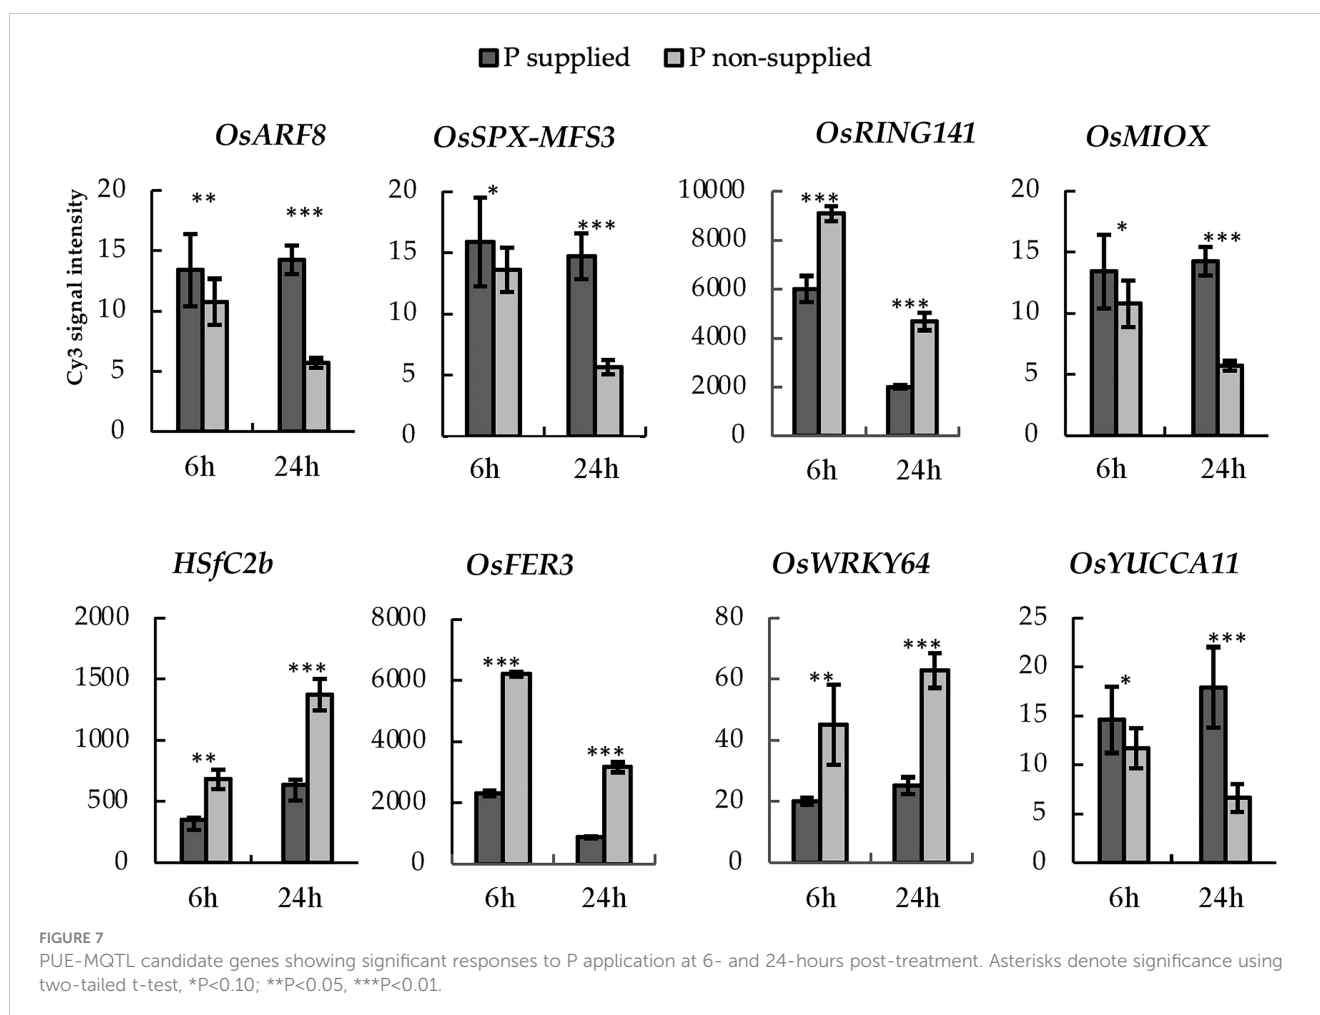 P supplied P non-supplied
OsARF8 OsSPX-MFS3 OsRING141 OsMIOX
Cy3 signal intensity
20 15 10 5 0
** ***
6h 24h
20 15 10 5 0
* ***
6h 24h
10000 8000 6000 4000 2000 0
*** ***
6h 24h
20 15 10 5 0
* ***
6h 24h
HSfC2b OsFER3 OsWRKY64 OsYUCCA11
2000 1500 1000 500 0
** ***
6h 24h
8000 6000 4000 2000 0
*** ***
6h 24h
80 60 40 20 0
** ***
6h 24h
25 20 15 10 5 0
* ***
6h 24h
FIGURE 7
PUE-MQTL candidate genes showing significant responses to P application at 6- and 24-hours post-treatment. Asterisks denote significance using
two-tailed t-test, *P<0.10; **P<0.05, ***P<0.01.